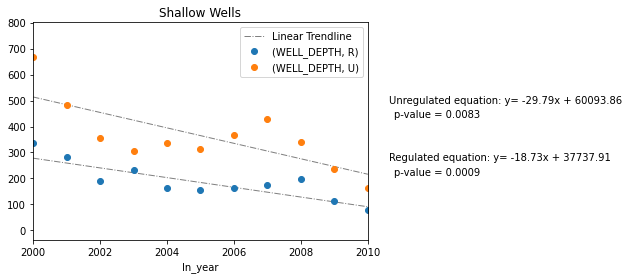 Shallow Wells
800
700
600
500
400
300
200
100
0
Linear Trendline
(WELL_DEPTH, R)
(WELL_DEPTH, U)
2000 2002 2004 2006 2008 2010
In_year
Unregulated equation: y= -29.79x + 60093.86
p-value = 0.0083
Regulated equation: y= -18.73x + 37737.91
p-value = 0.0009